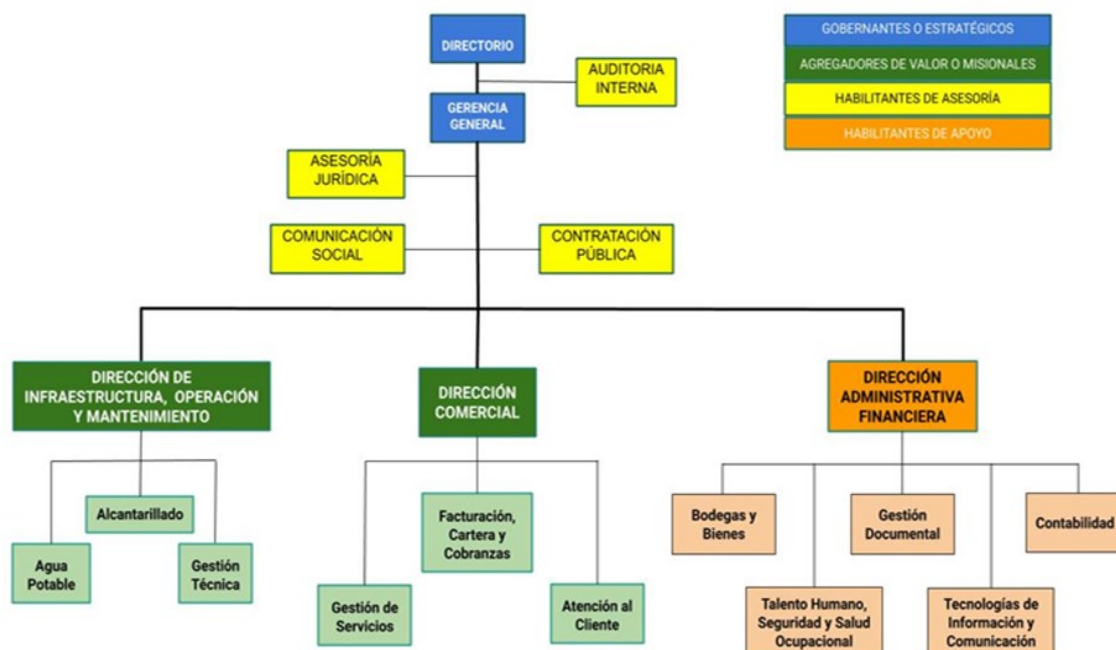 DIRECTORIO
AUDITORIA
INTERNA
GERENCIA
GENERAL
GOBERNANTES O ESTRATÉGICOS
AGREGADORES DE VALOR O MISIONALES
HABILITANTES DE ASESORÍA
HABILITANTES DE APOYO
ASESORÍA
JURÍDICA
COMUNICACIÓN
SOCIAL
CONTRATACIÓN
PÚBLICA
DIRECCIÓN DE
INFRAESTRUCTURA, OPERACIÓN
Y MANTENIMIENTO
DIRECCIÓN
COMERCIAL
DIRECCIÓN
ADMINISTRATIVA
FINANCIERA
Alcantarillado
Agua
Potable
Gestión
Técnica
Facturación,
Cartera y
Cobranzas
Gestión de
Servicios
Atención al
Cliente
Bodegas y
Bienes
Gestión
Documental
Contabilidad
Talento Humano,
Seguridad y Salud
Ocupacional
Tecnologías de
Información y
Comunicación